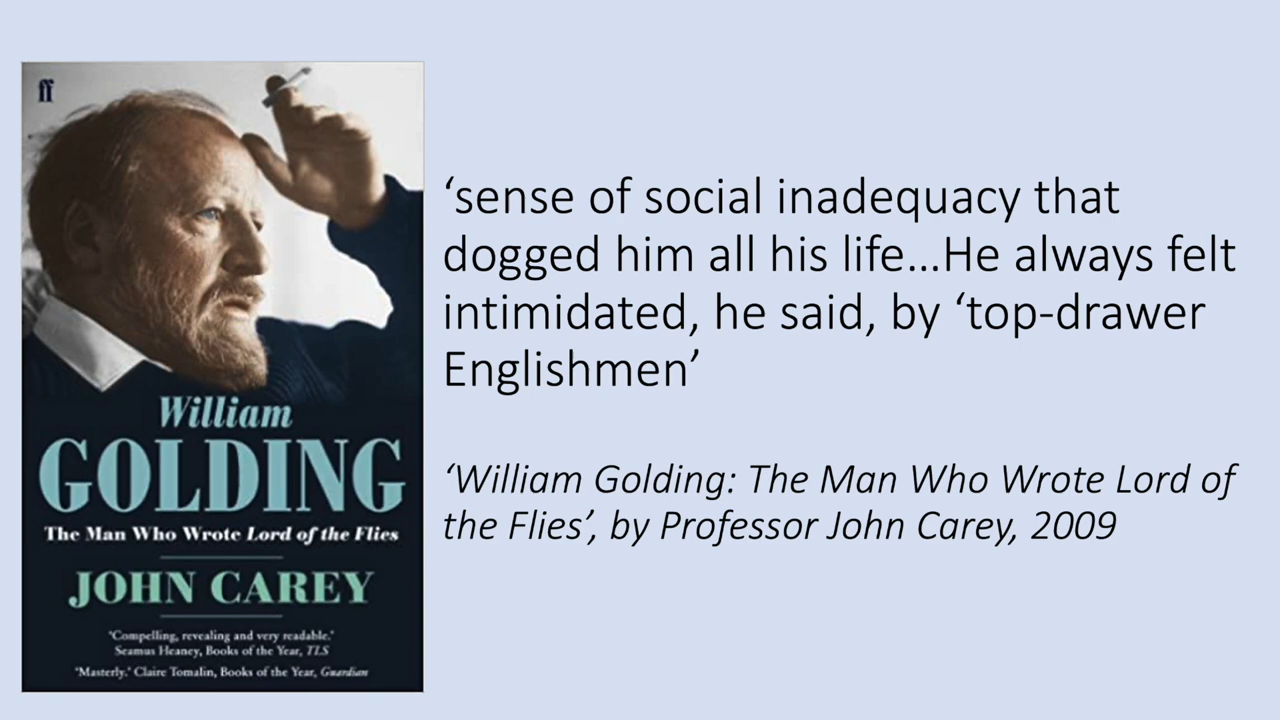 ff
William
GOLDING
The Man Who Wrote Lord of the Flies
JOHN CAREY
'Compelling, revealing and very readable.'
Seamus Heaney, Books of the Year, TLS
'Masterly.' Claire Tomalin, Books of the Year, Guardian
‘sense of social inadequacy that
dogged him all his life…He always felt
intimidated, he said, by ‘top-drawer
Englishmen’
‘William Golding: The Man Who Wrote Lord of
the Flies’, by Professor John Carey, 2009